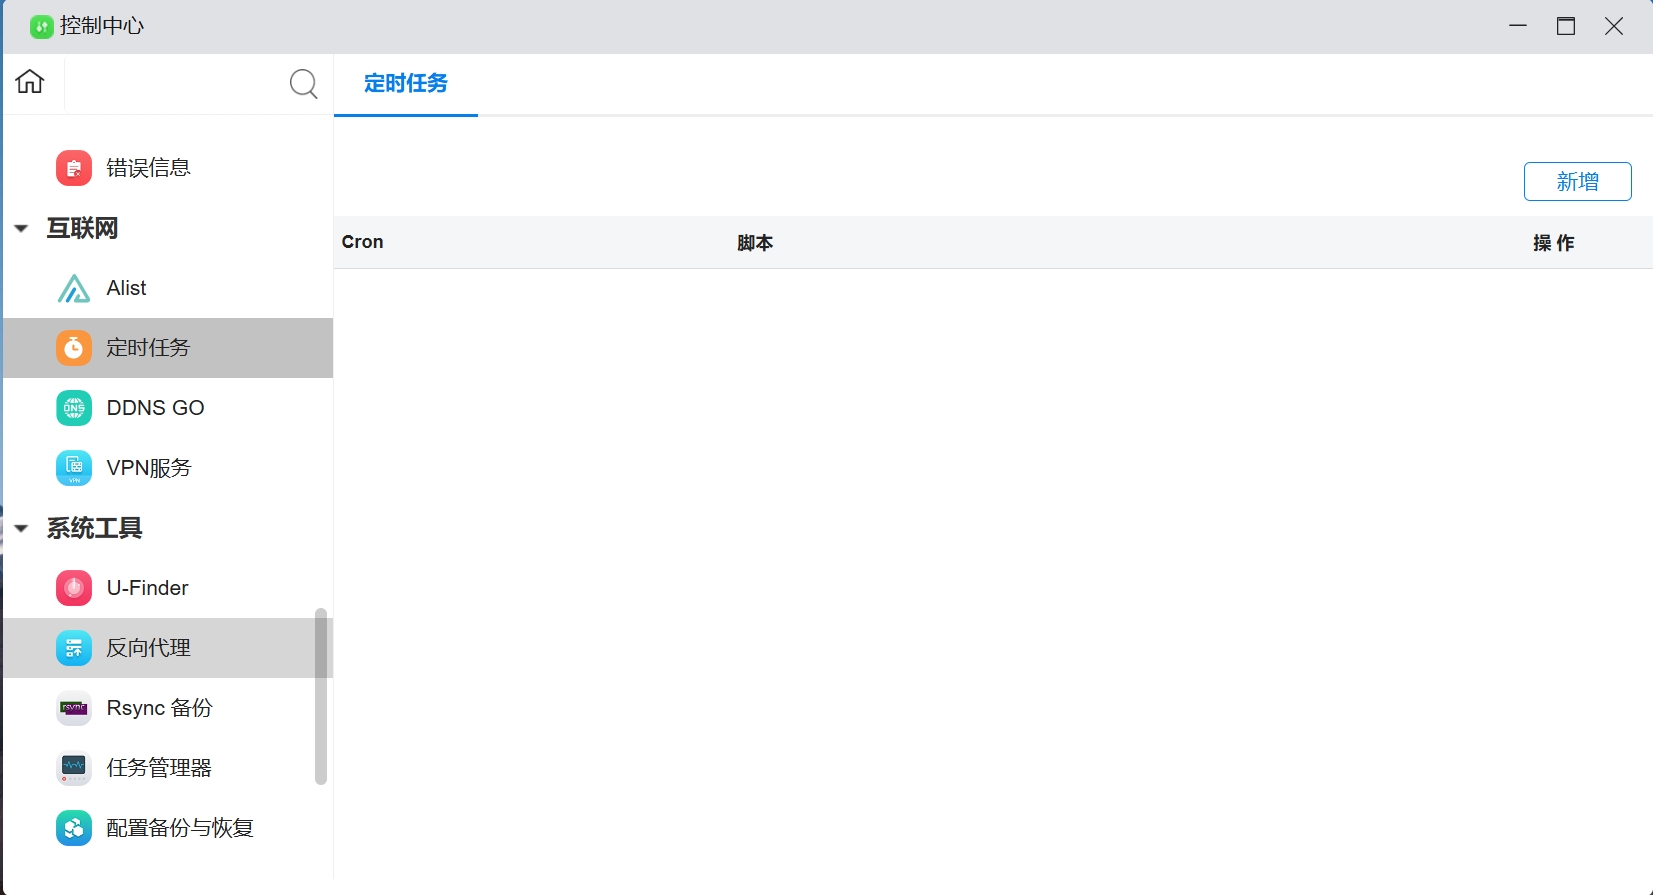 控制中心
定时任务
错误信息
新增
互联网
Cron
脚本
操 作
Alist
定时任务
DNS
DDNS GO
VPN
VPN服务
系统工具
U-Finder
反向代理
rsync
Rsync 备份
任务管理器
配置备份与恢复